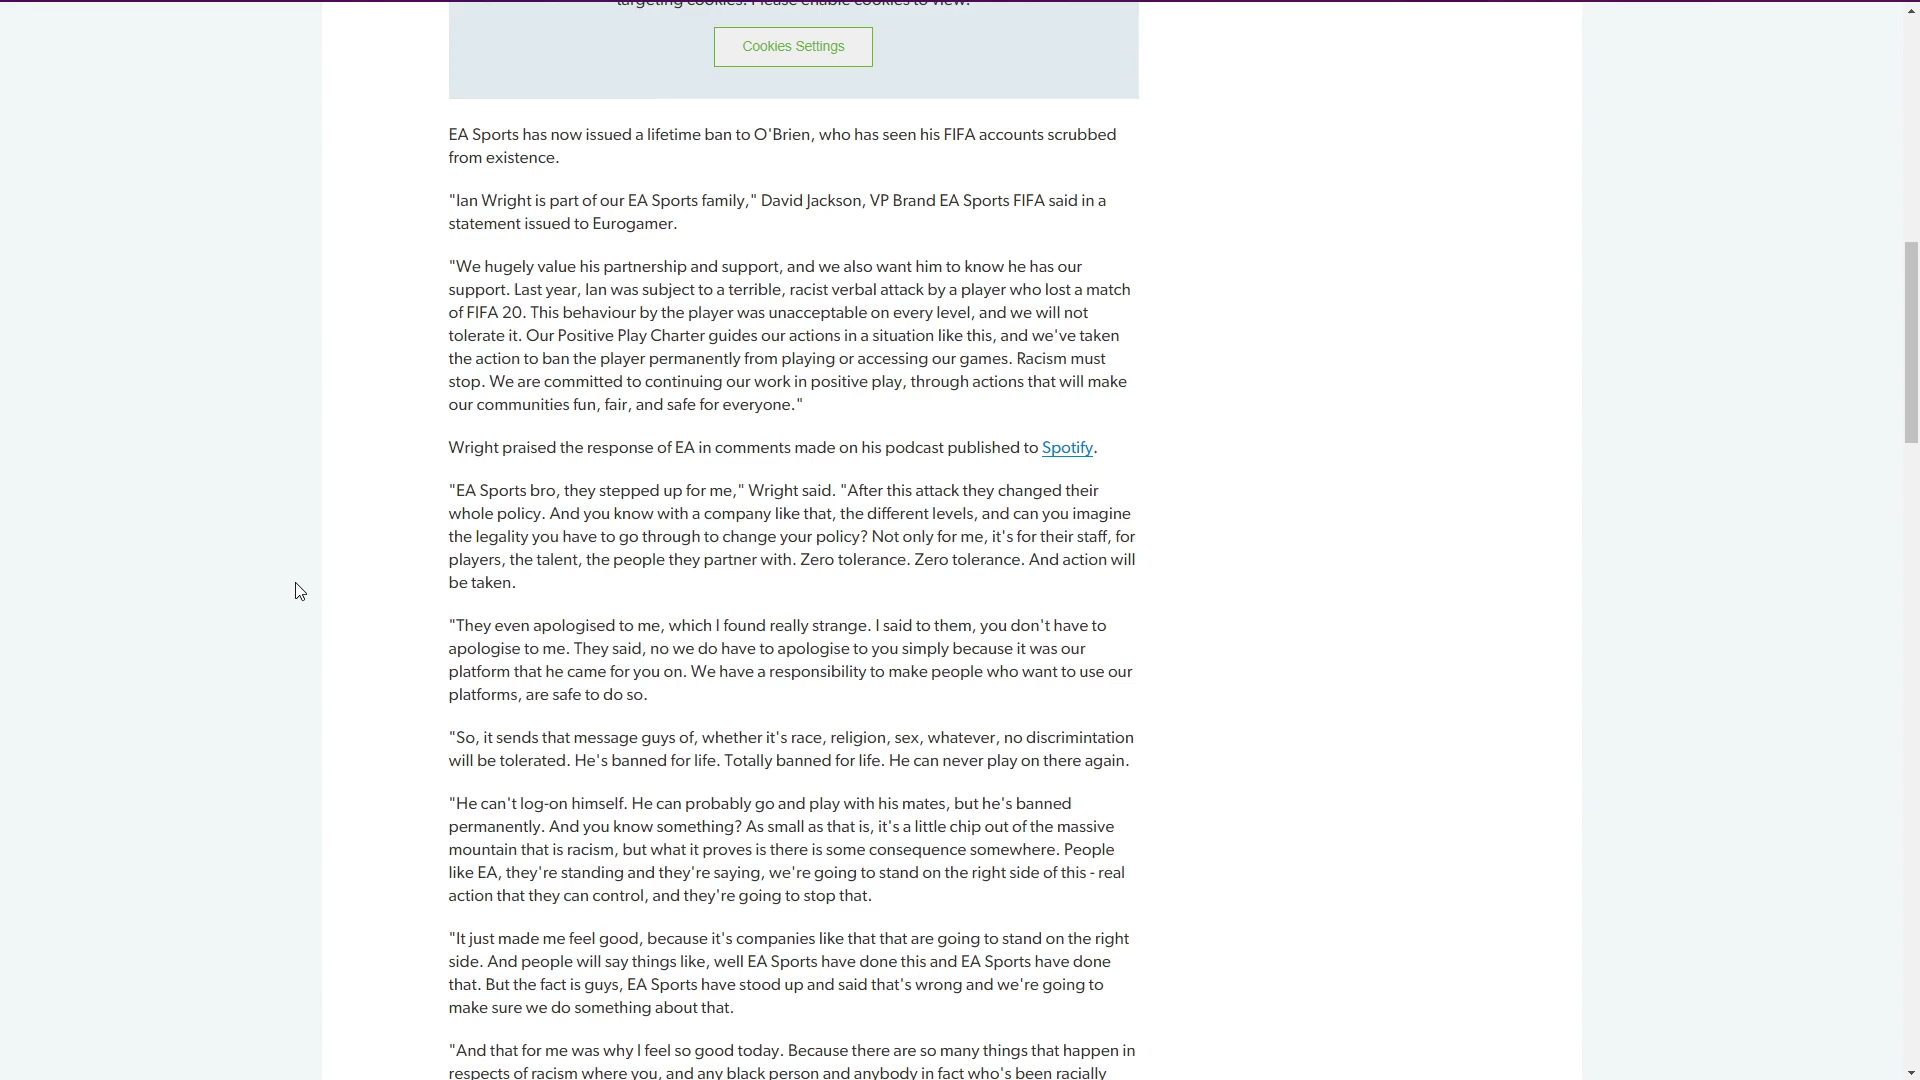 targeting cookies. Please enable cookies to view.
Cookies Settings
EA Sports has now issued a lifetime ban to O'Brien, who has seen his FIFA accounts scrubbed
from existence.
"Ian Wright is part of our EA Sports family," David Jackson, VP Brand EA Sports FIFA said in a
statement issued to Eurogamer.
"We hugely value his partnership and support, and we also want him to know he has our
support. Last year, Ian was subject to a terrible, racist verbal attack by a player who lost a match
of FIFA 20. This behaviour by the player was unacceptable on every level, and we will not
tolerate it. Our Positive Play Charter guides our actions in a situation like this, and we've taken
the action to ban the player permanently from playing or accessing our games. Racism must
stop. We are committed to continuing our work in positive play, through actions that will make
our communities fun, fair, and safe for everyone."
Wright praised the response of EA in comments made on his podcast published to Spotify.
"EA Sports bro, they stepped up for me," Wright said. "After this attack they changed their
whole policy. And you know with a company like that, the different levels, and can you imagine
the legality you have to go through to change your policy? Not only for me, it's for their staff, for
players, the talent, the people they partner with. Zero tolerance. Zero tolerance. And action will
be taken.
"They even apologised to me, which I found really strange. I said to them, you don't have to
apologise to me. They said, no we do have to apologise to you simply because it was our
platform that he came for you on. We have a responsibility to make people who want to use our
platforms, are safe to do so.
"So, it sends that message guys of, whether it's race, religion, sex, whatever, no discrimintation
will be tolerated. He's banned for life. Totally banned for life. He can never play on there again.
"He can't log-on himself. He can probably go and play with his mates, but he's banned
permanently. And you know something? As small as that is, it's a little chip out of the massive
mountain that is racism, but what it proves is there is some consequence somewhere. People
like EA, they're standing and they're saying, we're going to stand on the right side of this - real
action that they can control, and they're going to stop that.
"It just made me feel good, because it's companies like that that are going to stand on the right
side. And people will say things like, well EA Sports have done this and EA Sports have done
that. But the fact is guys, EA Sports have stood up and said that's wrong and we're going to
make sure we do something about that.
"And that for me was why I feel so good today. Because there are so many things that happen in
respects of racism where you, and any black person and anybody in fact who's been racially